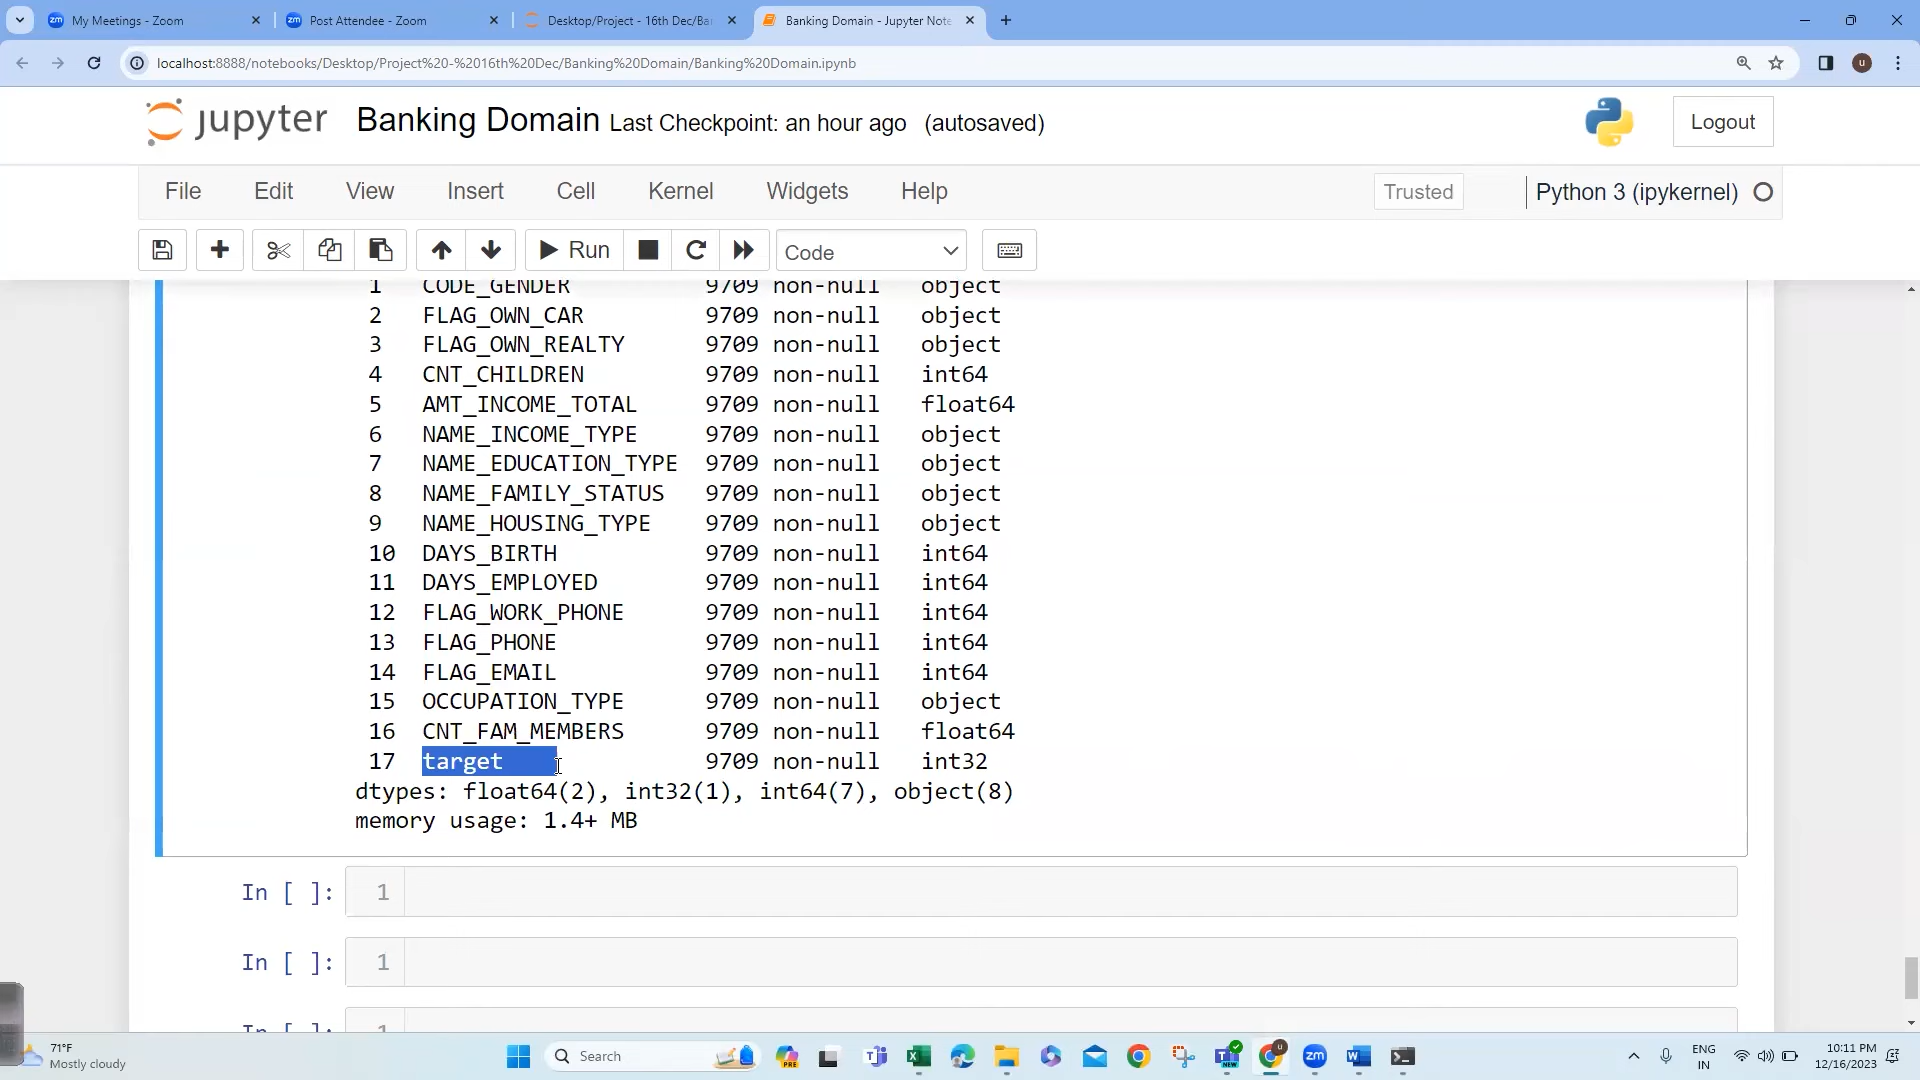 My Meetings - Zoom
Post Attendee - Zoom
Desktop/Project - 16th Dec/Ba
Banking Domain - Jupyter Note
localhost:8888/notebooks/Desktop/Project%20-%2016th%20Dec/Banking%20Domain/Banking%20Domain.ipynb
u
jupyter Banking Domain Last Checkpoint: an hour ago (autosaved)
Logout
File Edit View Insert Cell Kernel Widgets Help
Trusted
Python 3 (ipykernel)
Run
Code
1 CODE_GENDER 9709 non-null object
2 FLAG_OWN_CAR 9709 non-null object
3 FLAG_OWN_REALTY 9709 non-null object
4 CNT_CHILDREN 9709 non-null int64
5 AMT_INCOME_TOTAL 9709 non-null float64
6 NAME_INCOME_TYPE 9709 non-null object
7 NAME_EDUCATION_TYPE 9709 non-null object
8 NAME_FAMILY_STATUS 9709 non-null object
9 NAME_HOUSING_TYPE 9709 non-null object
10 DAYS_BIRTH 9709 non-null int64
11 DAYS_EMPLOYED 9709 non-null int64
12 FLAG_WORK_PHONE 9709 non-null int64
13 FLAG_PHONE 9709 non-null int64
14 FLAG_EMAIL 9709 non-null int64
15 OCCUPATION_TYPE 9709 non-null object
16 CNT_FAM_MEMBERS 9709 non-null float64
17 target 9709 non-null int32
dtypes: float64(2), int32(1), int64(7), object(8)
memory usage: 1.4+ MB
In [ ]: 1
In [ ]: 1
In [ ]: 1
71°F
Mostly cloudy
Search
ENG
IN
10:11 PM
12/16/2023